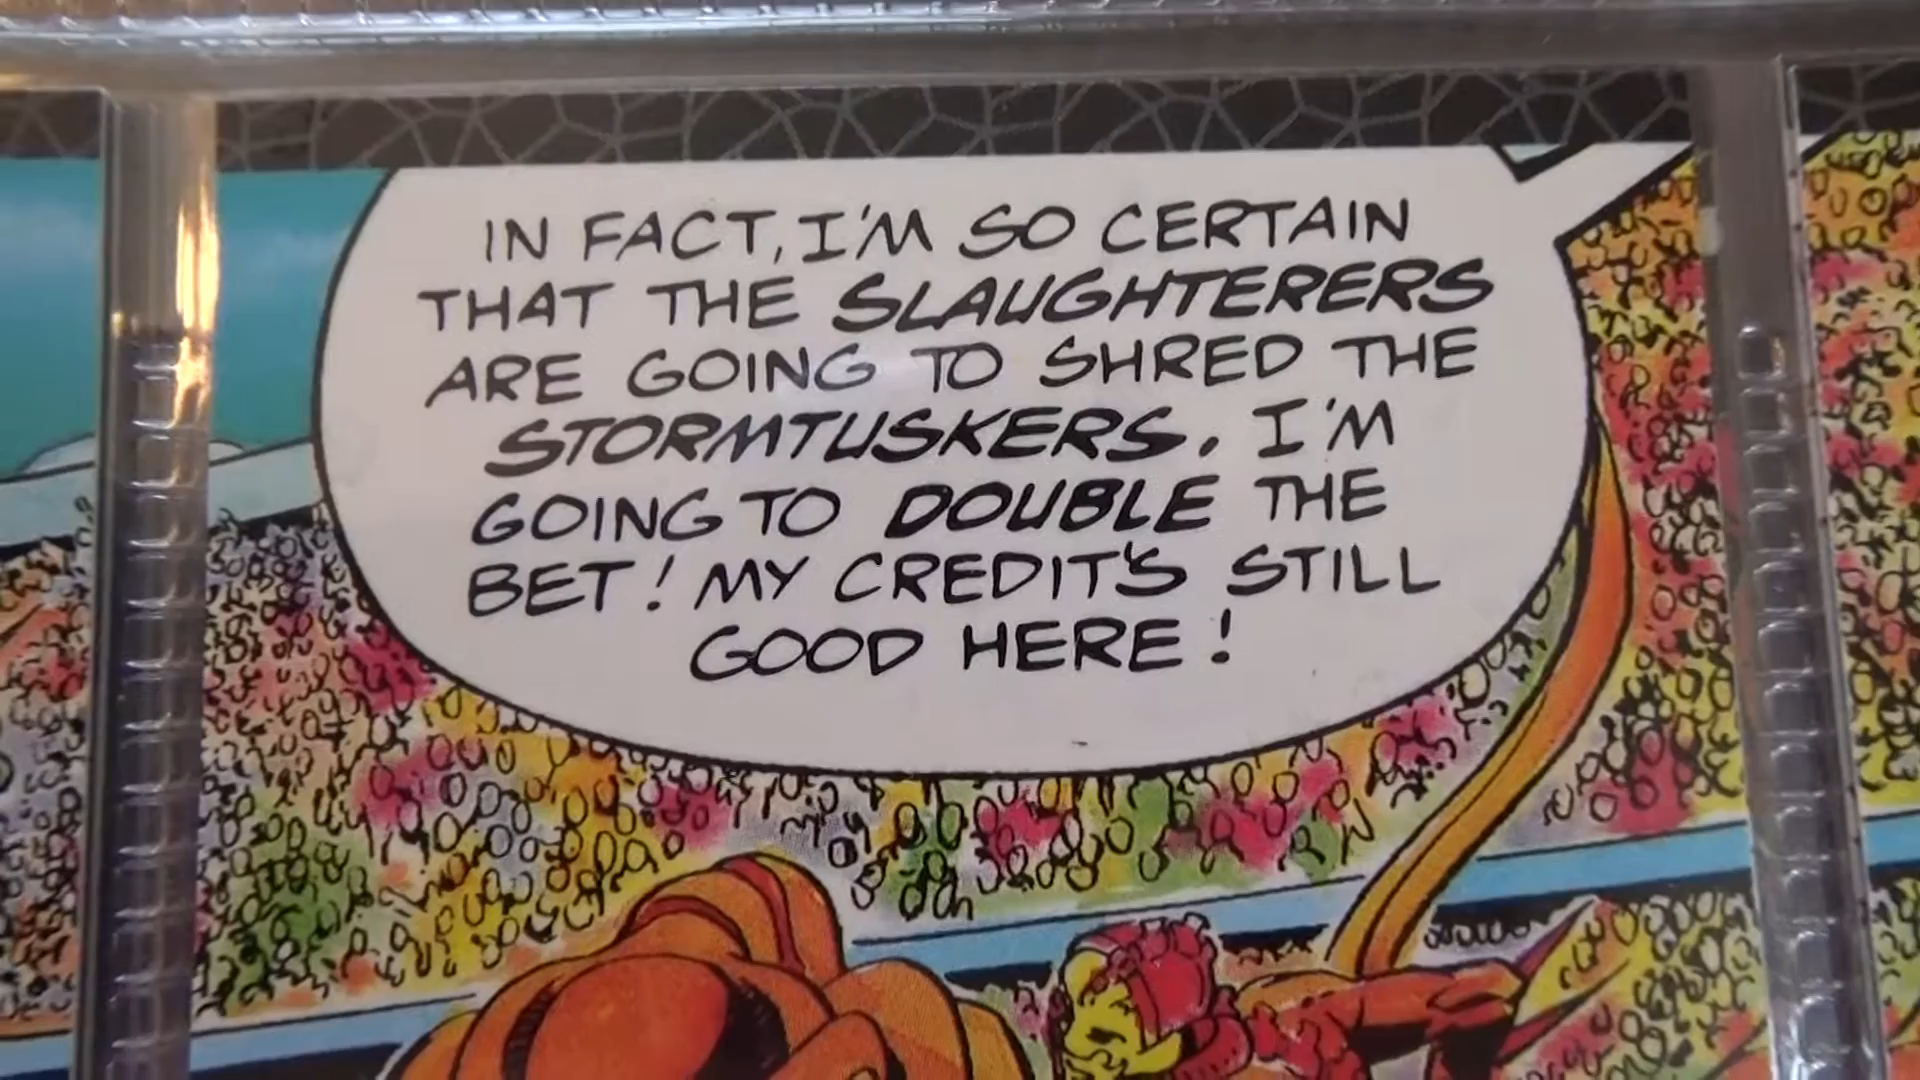 IN FACT, I'M SO CERTAIN
THAT THE SLAUGHTERERS
ARE GOING TO SHRED THE
STORMTUSKERS. I'M
GOING TO DOUBLE THE
BET! MY CREDIT'S STILL
GOOD HERE!